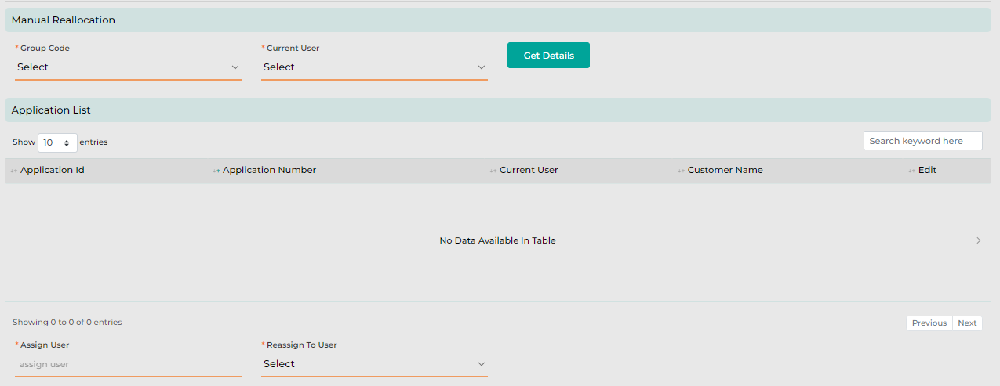 Manual Reallocation
* Group Code
* Current User
Select
Select
Get Details
Application List
Show 10 entries
Search keyword here
Application Id
Application Number
Current User
Customer Name
Edit
No Data Available In Table
Showing 0 to 0 of 0 entries
Previous
Next
* Assign User
* Reassign To User
assign user
Select